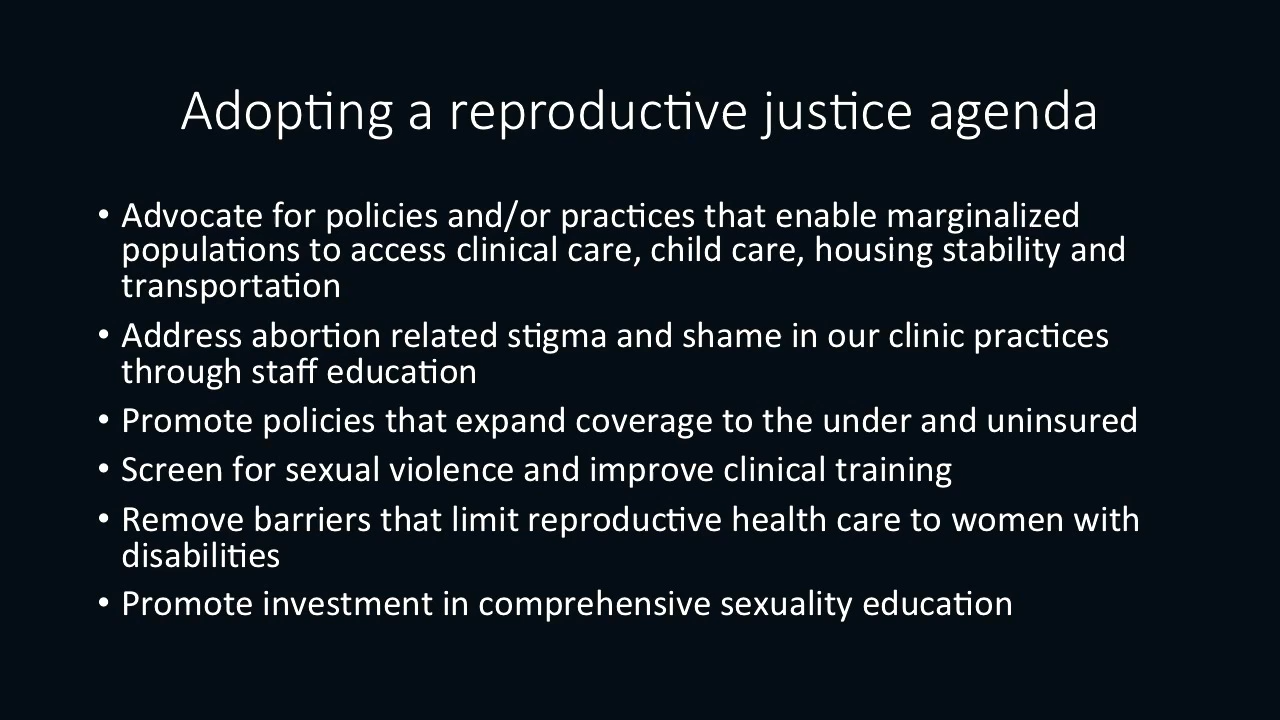 Adopting a reproductive justice agenda
• Advocate for policies and/or practices that enable marginalized
populations to access clinical care, child care, housing stability and
transportation
• Address abortion related stigma and shame in our clinic practices
through staff education
• Promote policies that expand coverage to the under and uninsured
• Screen for sexual violence and improve clinical training
• Remove barriers that limit reproductive health care to women with
disabilities
• Promote investment in comprehensive sexuality education